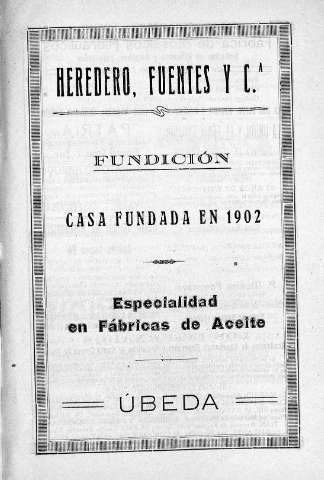 HEREDERO, FUENTES Y C.ª
FUNDICIÓN
CASA FUNDADA EN 1902
Especialidad
en Fábricas de Aceite
ÚBEDA